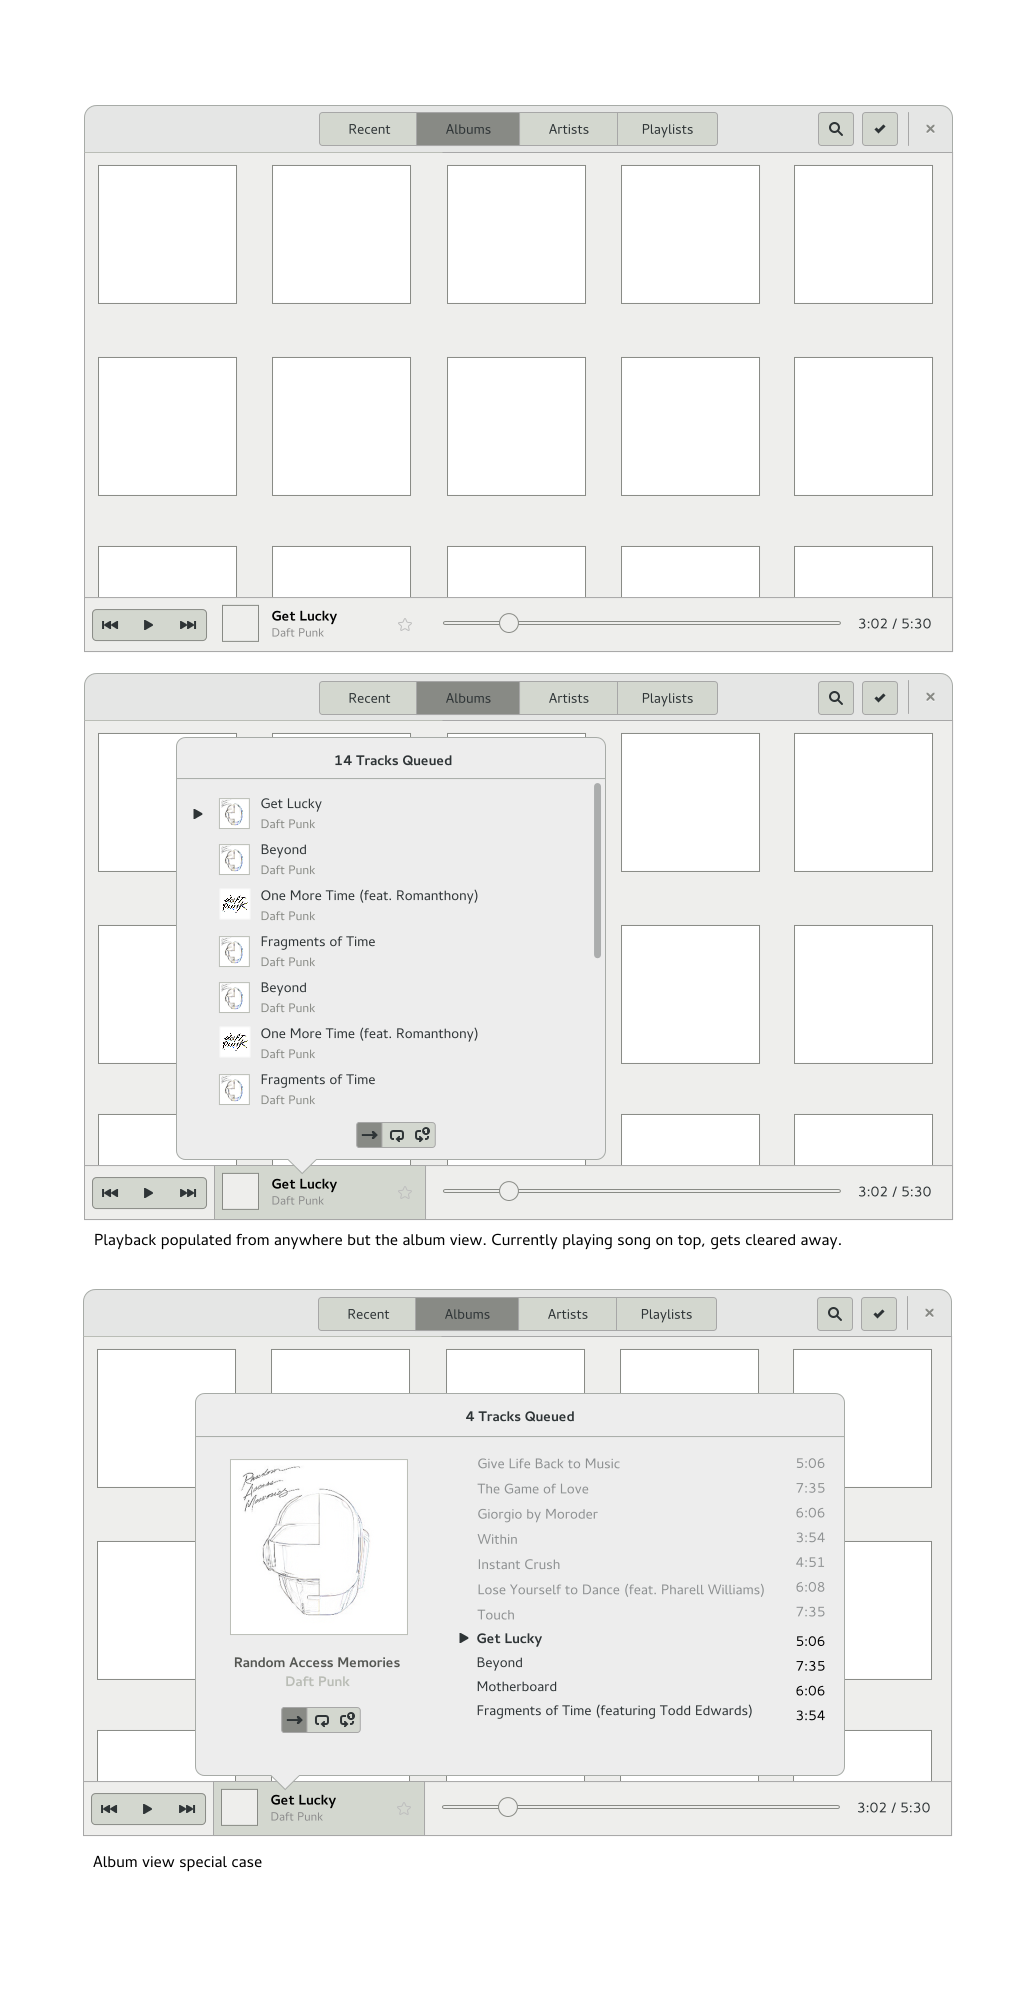 Recent Albums Artists Playlists
Get Lucky
Daft Punk
3:02 / 5:30
Recent Albums Artists Playlists
14 Tracks Queued
Get Lucky
Daft Punk
Beyond
Daft Punk
One More Time (feat. Romanthony)
Daft Punk
Fragments of Time
Daft Punk
Beyond
Daft Punk
One More Time (feat. Romanthony)
Daft Punk
Fragments of Time
Daft Punk
Get Lucky
Daft Punk
3:02 / 5:30
Playback populated from anywhere but the album view. Currently playing song on top, gets cleared away.
Recent Albums Artists Playlists
4 Tracks Queued
Random
Access
Memories
Random Access Memories
Daft Punk
Give Life Back to Music 5:06
The Game of Love 7:35
Giorgio by Moroder 6:06
Within 3:54
Instant Crush 4:51
Lose Yourself to Dance (feat. Pharell Williams) 6:08
Touch 7:35
Get Lucky 5:06
Beyond 7:35
Motherboard 6:06
Fragments of Time (featuring Todd Edwards) 3:54
Get Lucky
Daft Punk
3:02 / 5:30
Album view special case